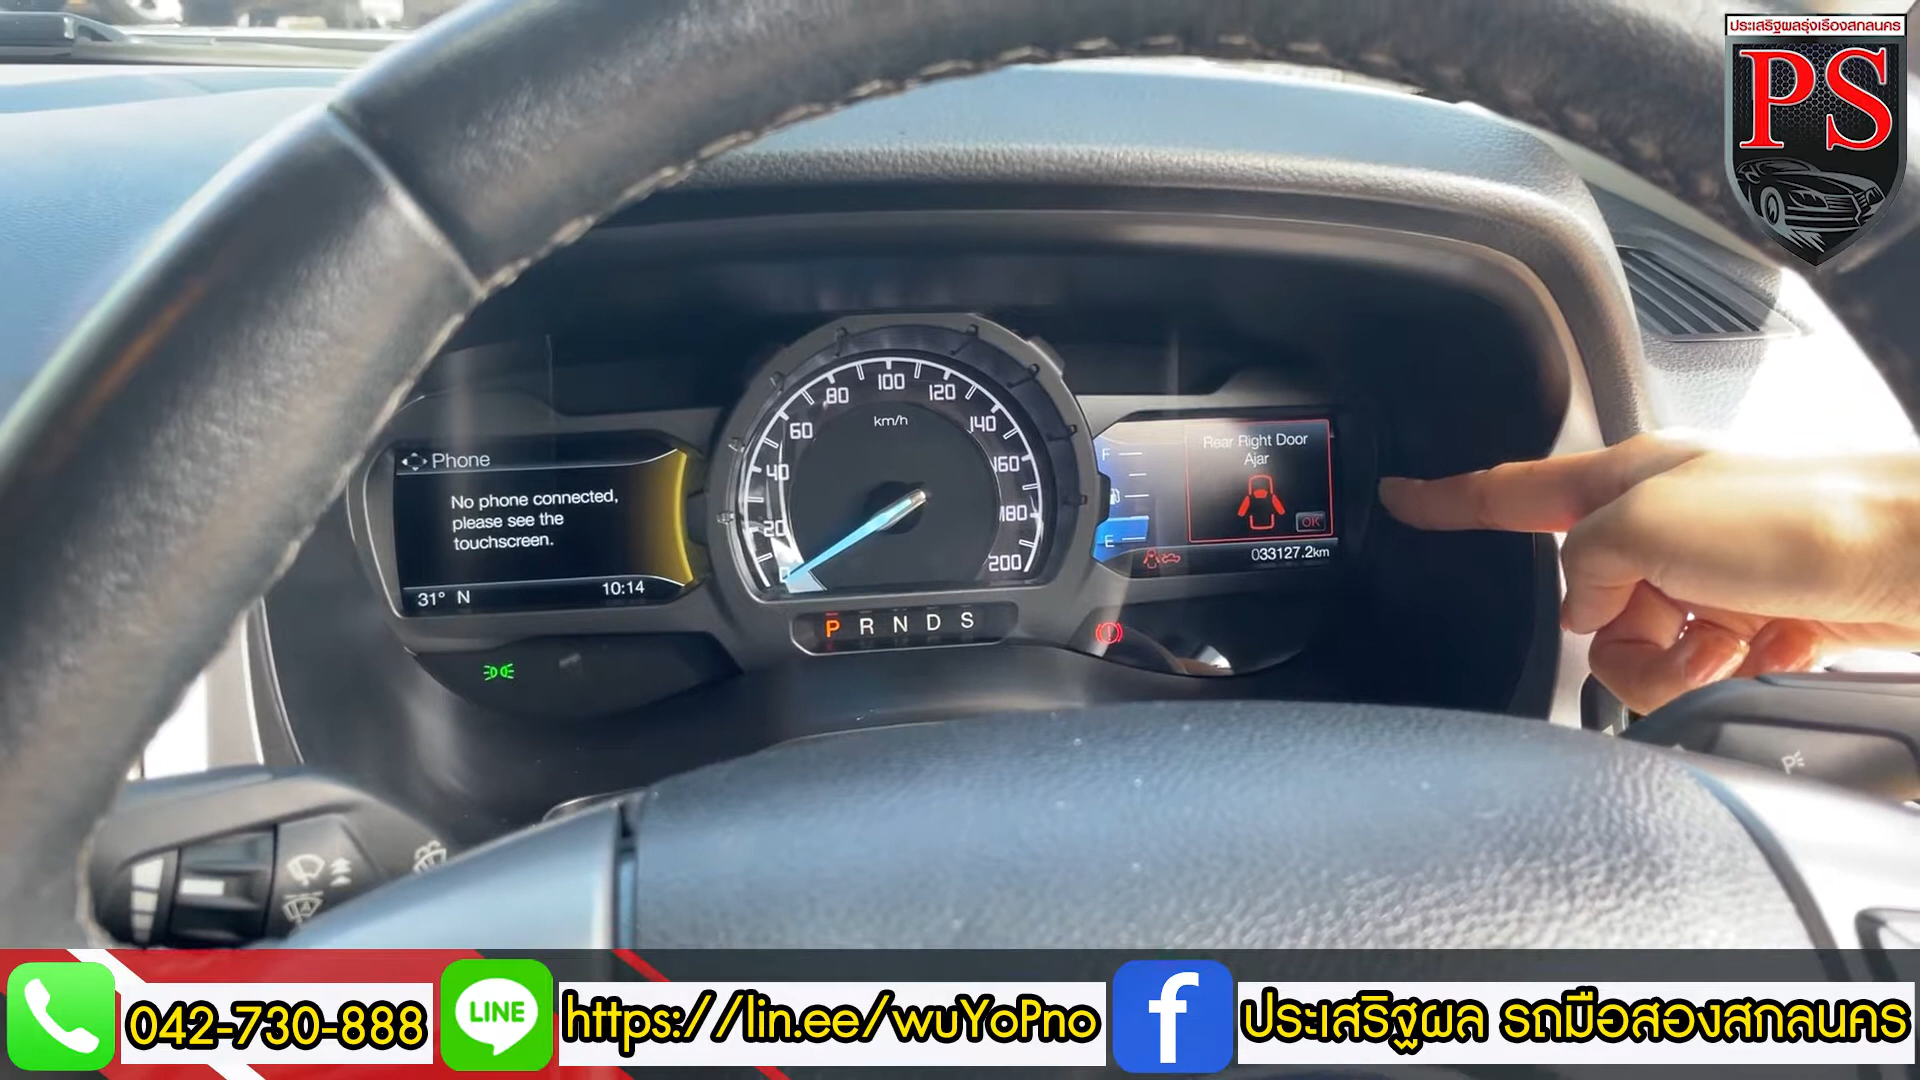 ประเสริฐผลรุ่งเรืองสกลนคร
PS
80
100
120
60
km/h
140
40
160
20
180
0
200
Phone
No phone connected,
please see the
touchscreen.
31° N
10:14
F
E
Rear Right Door
Ajar
OK
033127.2km
P R N D S
042-730-888
LINE
https://lin.ee/wuYoPno
f
ประเสริฐผล รถมือสองสกลนคร